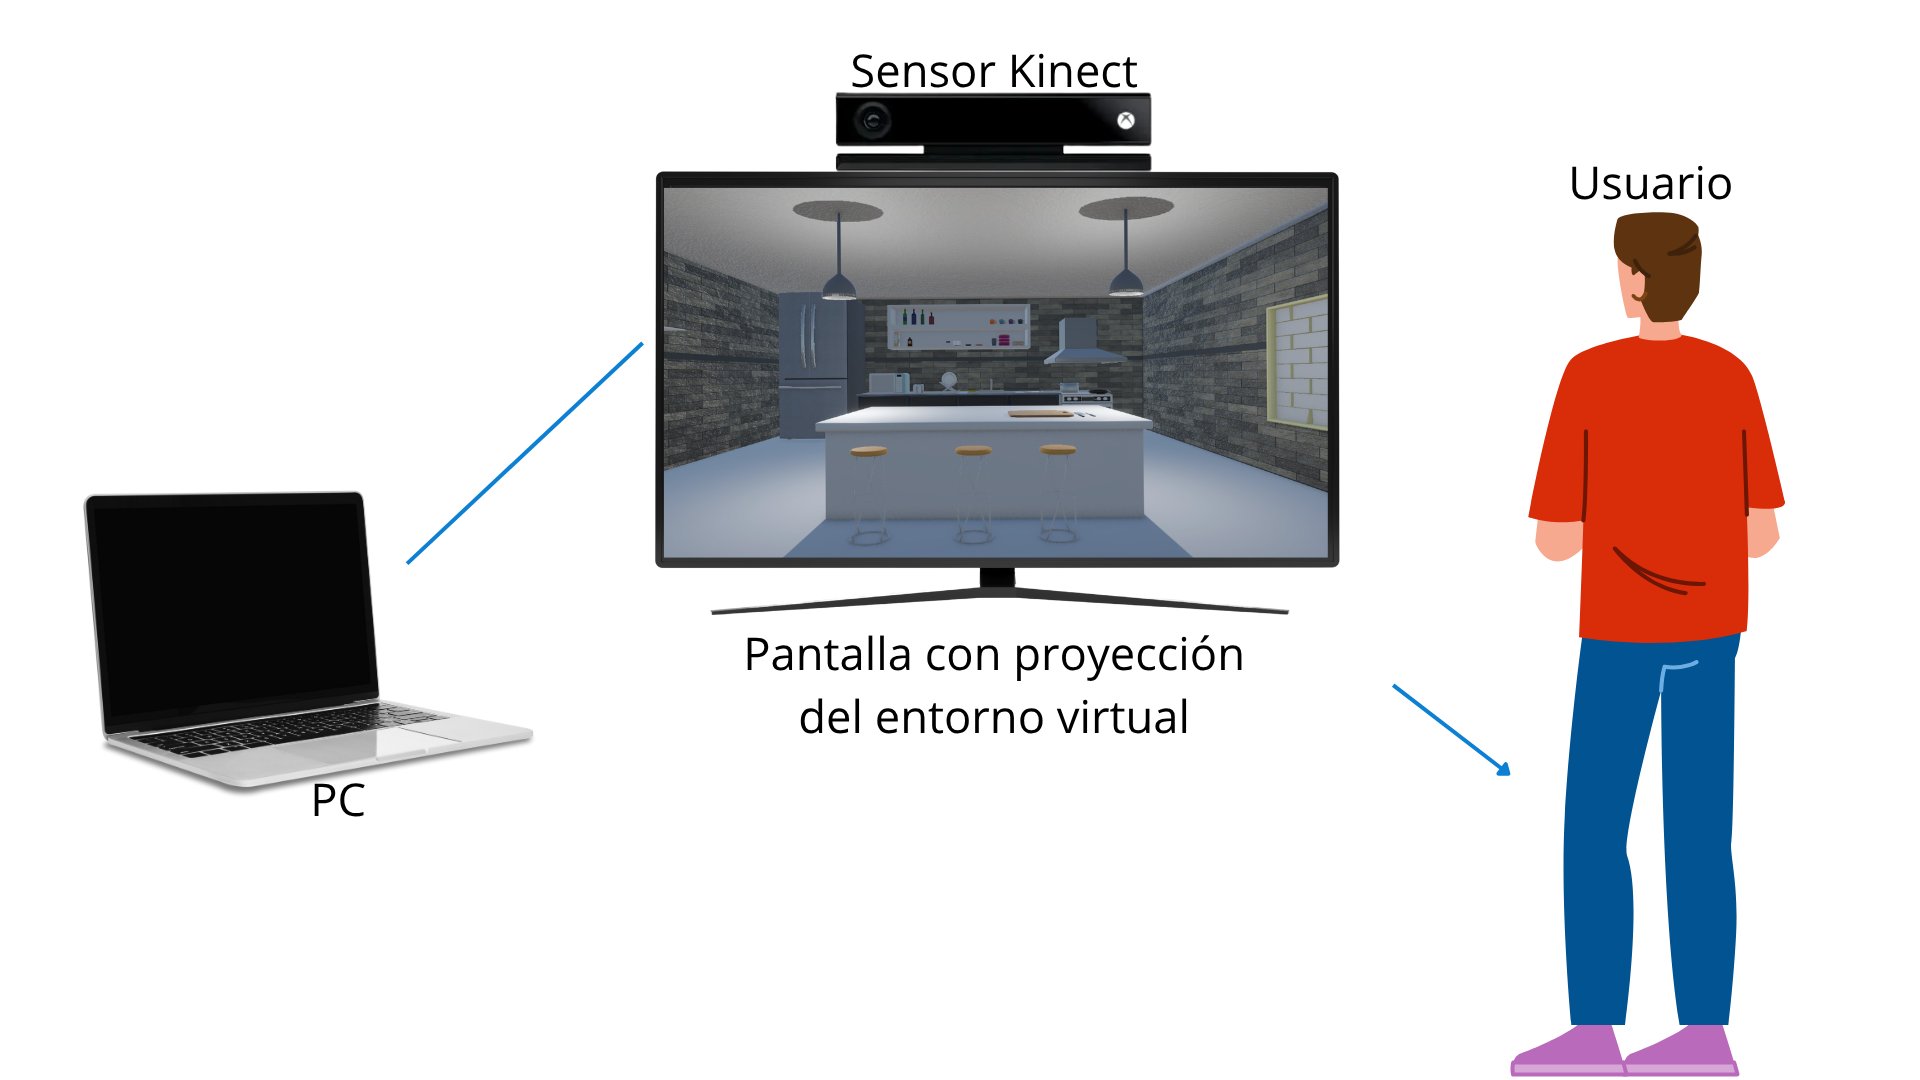 Sensor Kinect
Usuario
Pantalla con proyección
del entorno virtual
PC